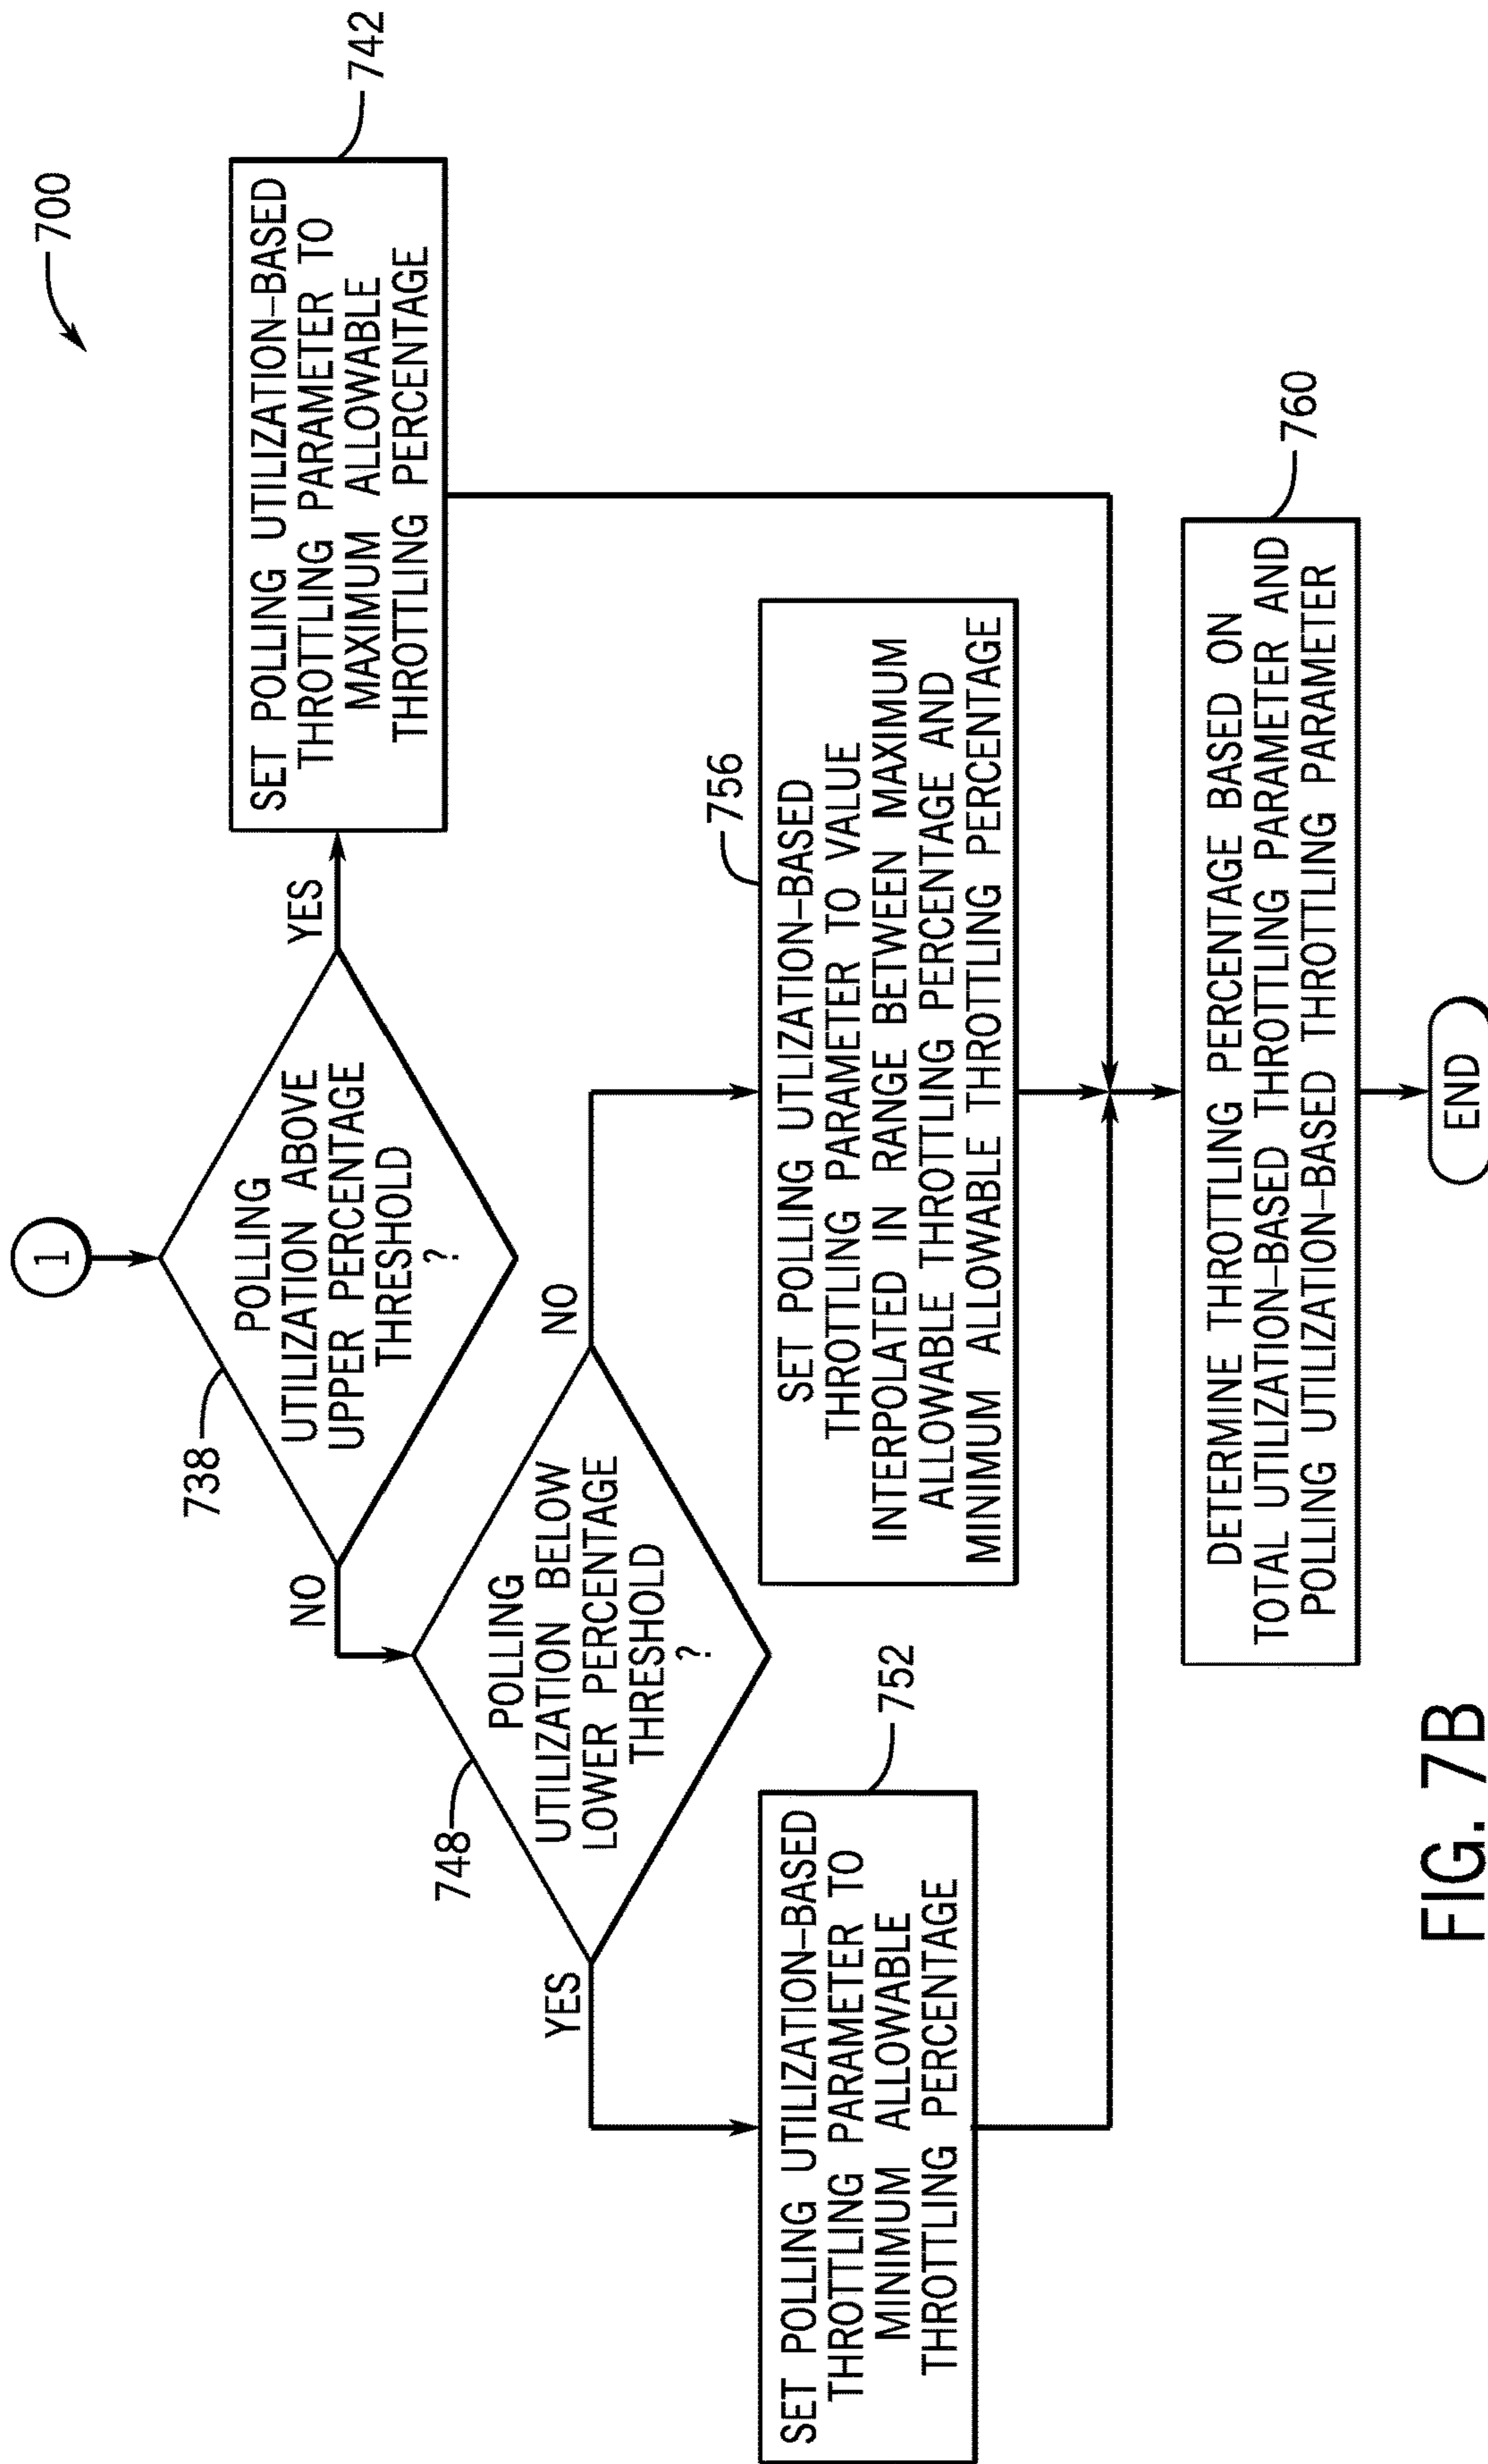 700
1
738
POLLING
UTILIZATION ABOVE
UPPER PERCENTAGE
THRESHOLD
?
YES
NO
742
SET POLLING UTILIZATION-BASED
THROTTLING PARAMETER TO
MAXIMUM ALLOWABLE
THROTTLING PERCENTAGE
748
POLLING
UTILIZATION BELOW
LOWER PERCENTAGE
THRESHOLD
?
YES
NO
752
SET POLLING UTILIZATION-BASED
THROTTLING PARAMETER TO
MINIMUM ALLOWABLE
THROTTLING PERCENTAGE
756
SET POLLING UTLIZATION-BASED
THROTTLING PARAMETER TO VALUE
INTERPOLATED IN RANGE BETWEEN MAXIMUM
ALLOWABLE THROTTLING PERCENTAGE AND
MINIMUM ALLOWABLE THROTTLING PERCENTAGE
760
DETERMINE THROTTLING PERCENTAGE BASED ON
TOTAL UTILIZATION-BASED THROTTLING PARAMETER AND
POLLING UTILIZATION-BASED THROTTLING PARAMETER
END
FIG. 7B